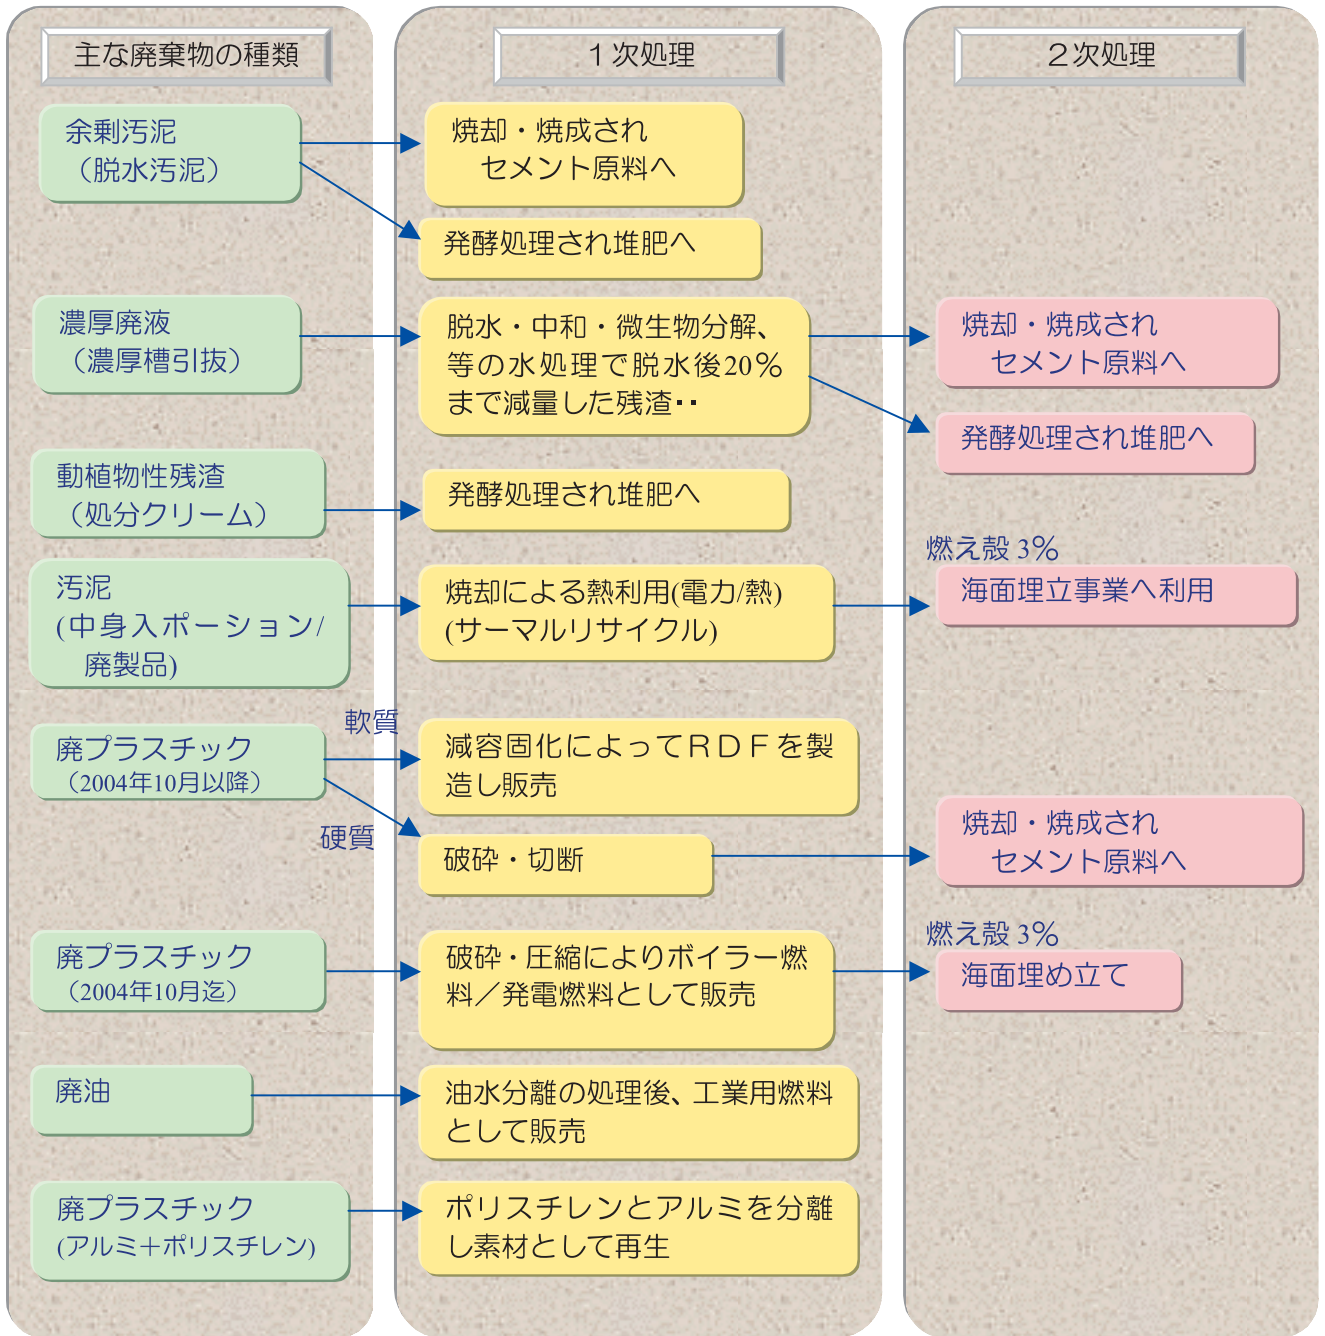 主な廃棄物の種類
1次処理
2次処理
余剰汚泥
（脱水汚泥）
焼却・焼成され
セメント原料へ
発酵処理され堆肥へ
濃厚廃液
（濃厚槽引抜）
脱水・中和・微生物分解、
等の水処理で脱水後20％
まで減量した残渣・・
焼却・焼成され
セメント原料へ
発酵処理され堆肥へ
動植物性残渣
（処分クリーム）
発酵処理され堆肥へ
汚泥
(中身入ポーション/
廃製品)
焼却による熱利用(電力/熱)
(サーマルリサイクル)
燃え殻 3％
海面埋立事業へ利用
廃プラスチック
（2004年10月以降）
軟質
減容固化によってＲＤＦを製
造し販売
硬質
破砕・切断
焼却・焼成され
セメント原料へ
廃プラスチック
（2004年10月迄）
破砕・圧縮によりボイラー燃
料／発電燃料として販売
燃え殻 3％
海面埋め立て
廃油
油水分離の処理後、工業用燃料
として販売
廃プラスチック
(アルミ＋ポリスチレン)
ポリスチレンとアルミを分離
し素材として再生